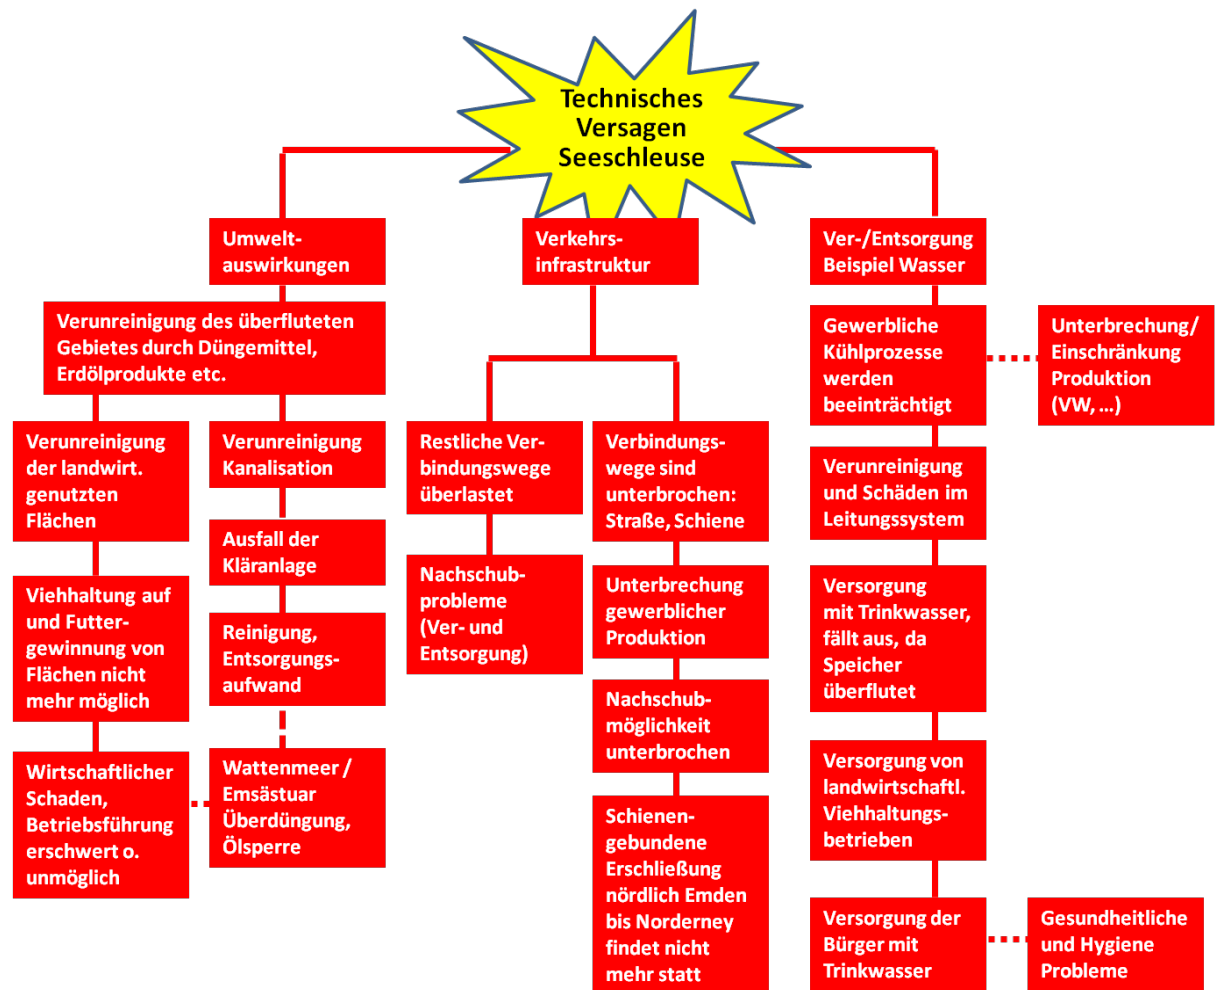 Technisches
Versagen
Seeschleuse
Umwelt-
auswirkungen
Verunreinigung des überfluteten
Gebietes durch Düngemittel,
Erdölprodukte etc.
Verunreinigung
der landwirt.
genutzten
Flächen
Viehhaltung auf
und Futter-
gewinnung von
Flächen nicht
mehr möglich
Wirtschaftlicher
Schaden,
Betriebsführung
erschwert o.
unmöglich
Verunreinigung
Kanalisation
Ausfall der
Kläranlage
Reinigung,
Entsorgungs-
aufwand
Wattenmeer /
Emsästuar
Überdüngung,
Ölsperre
Verkehrs-
infrastruktur
Restliche Ver-
bindungswege
überlastet
Nachschub-
probleme
(Ver- und
Entsorgung)
Verbindungs-
wege sind
unterbrochen:
Straße, Schiene
Unterbrechung
gewerblicher
Produktion
Nachschub-
möglichkeit
unterbrochen
Schienen-
gebundene
Erschließung
nördlich Emden
bis Norderney
findet nicht
mehr statt
Ver-/Entsorgung
Beispiel Wasser
Gewerbliche
Kühlprozesse
werden
beeinträchtigt
Unterbrechung/
Einschränkung
Produktion
(VW, ...)
Verunreinigung
und Schäden im
Leitungssystem
Versorgung
mit Trinkwasser,
fällt aus, da
Speicher
überflutet
Versorgung von
landwirtschaftl.
Viehhaltungs-
betrieben
Versorgung der
Bürger mit
Trinkwasser
Gesundheitliche
und Hygiene
Probleme